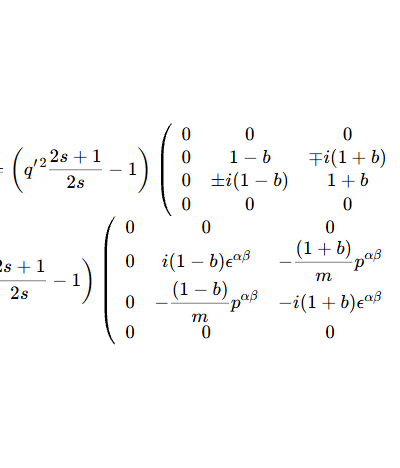 = (q′² (2s + 1)/(2s) − 1) ( 0 0 0
0 1 − b ∓i(1 + b)
0 ±i(1 − b) 1 + b
0 0 0
2s + 1/(2s) − 1) ( 0 0 0
0 i(1 − b)ϵ^{αβ} −(1 + b)/m p^{αβ}
0 −(1 − b)/m p^{αβ} −i(1 + b)ϵ^{αβ}
0 0 0